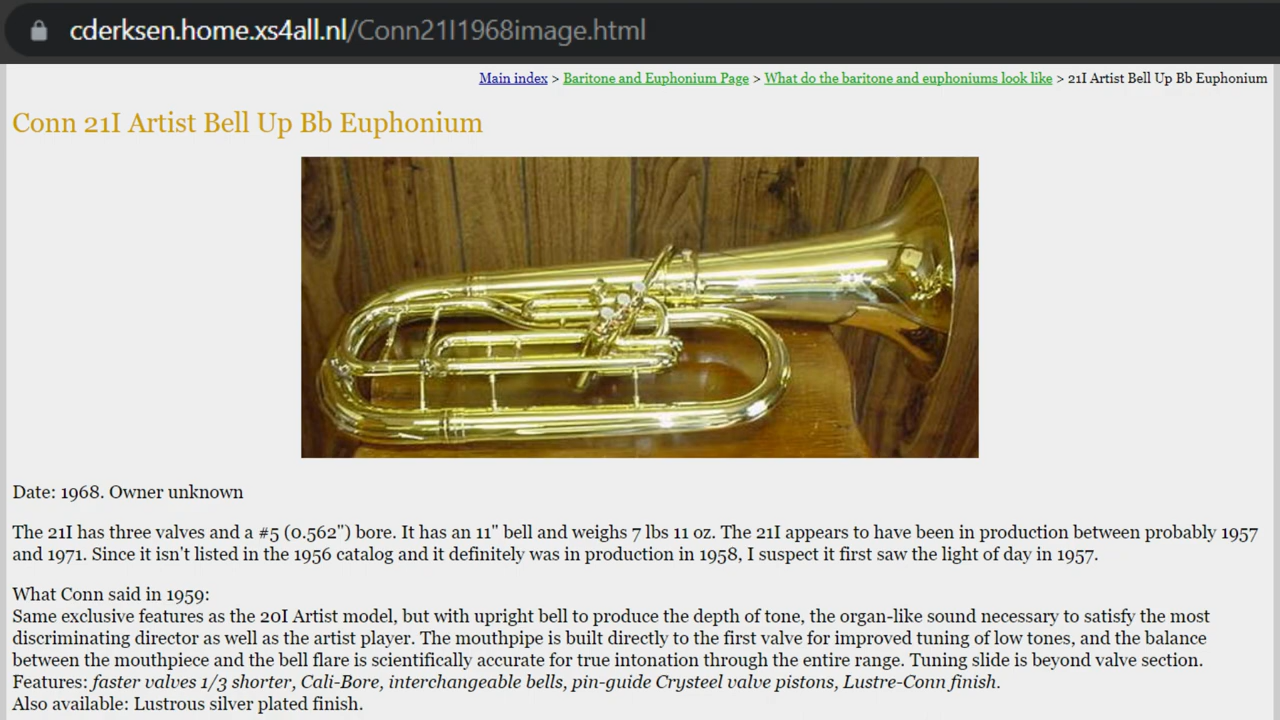 cderksen.home.xs4all.nl/Conn21I1968image.html
Main index > Baritone and Euphonium Page > What do the baritone and euphoniums look like > 21I Artist Bell Up Bb Euphonium
Conn 21I Artist Bell Up Bb Euphonium
Date: 1968. Owner unknown
The 21I has three valves and a #5 (0.562") bore. It has an 11" bell and weighs 7 lbs 11 oz. The 21I appears to have been in production between probably 1957
and 1971. Since it isn't listed in the 1956 catalog and it definitely was in production in 1958, I suspect it first saw the light of day in 1957.
What Conn said in 1959:
Same exclusive features as the 20I Artist model, but with upright bell to produce the depth of tone, the organ-like sound necessary to satisfy the most
discriminating director as well as the artist player. The mouthpipe is built directly to the first valve for improved tuning of low tones, and the balance
between the mouthpiece and the bell flare is scientifically accurate for true intonation through the entire range. Tuning slide is beyond valve section.
Features: faster valves 1/3 shorter, Cali-Bore, interchangeable bells, pin-guide Crysteel valve pistons, Lustre-Conn finish.
Also available: Lustrous silver plated finish.